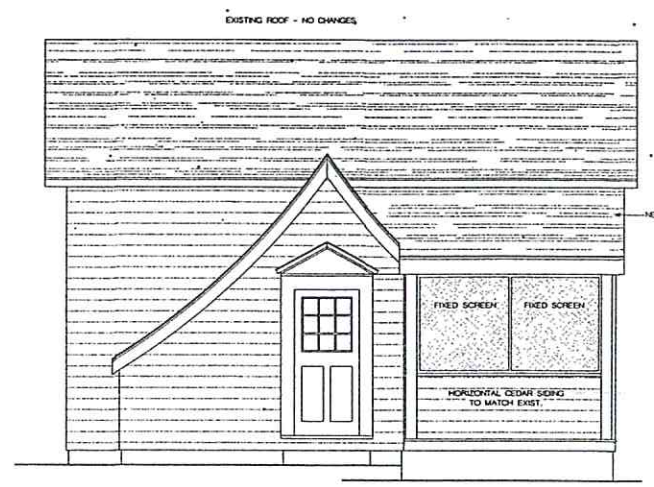 EXISTING ROOF - NO CHANGES,
FIXED SCREEN
FIXED SCREEN
HORIZONTAL CEDAR SIDING
TO MATCH EXIST.